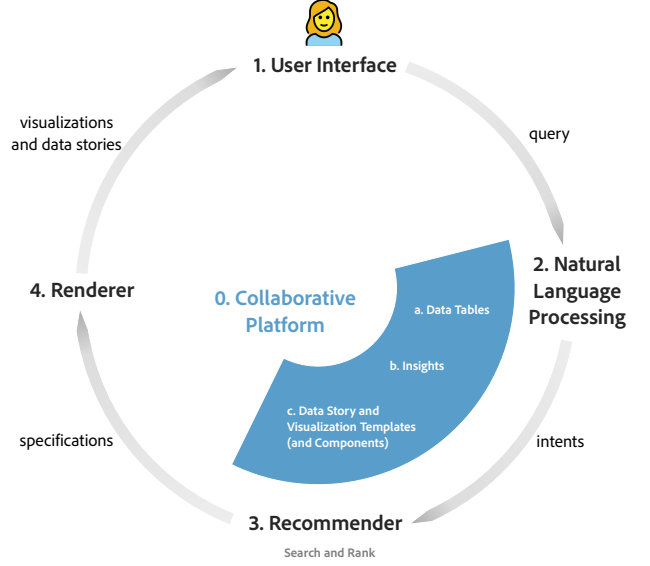 1. User Interface
visualizations
and data stories
query
2. Natural
Language
Processing
4. Renderer
0. Collaborative
Platform
a. Data Tables
b. Insights
c. Data Story and
Visualization Templates
(and Components)
specifications
intents
3. Recommender
Search and Rank